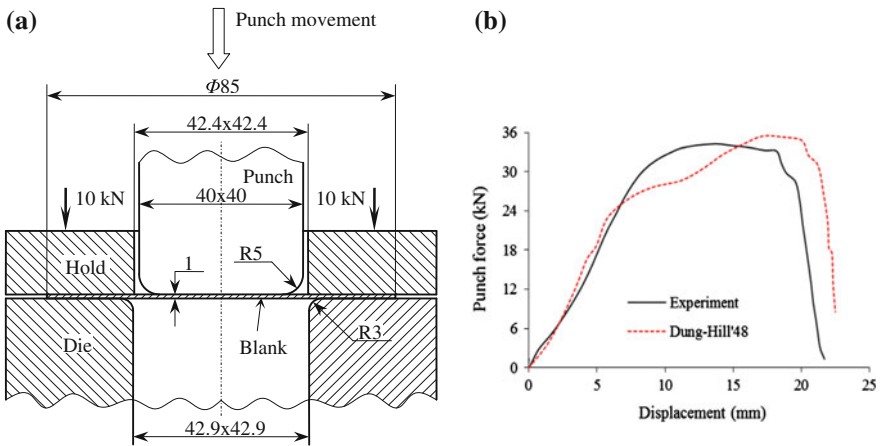 (a)
Punch movement
Φ85
42.4x42.4
Punch
10 kN
40x40
10 kN
Hold
1
R5
Die
Blank
R3
42.9x42.9
(b)
Punch force (kN)
36
30
24
18
12
6
0
Experiment
Dung-Hill'48
0 5 10 15 20 25
Displacement (mm)